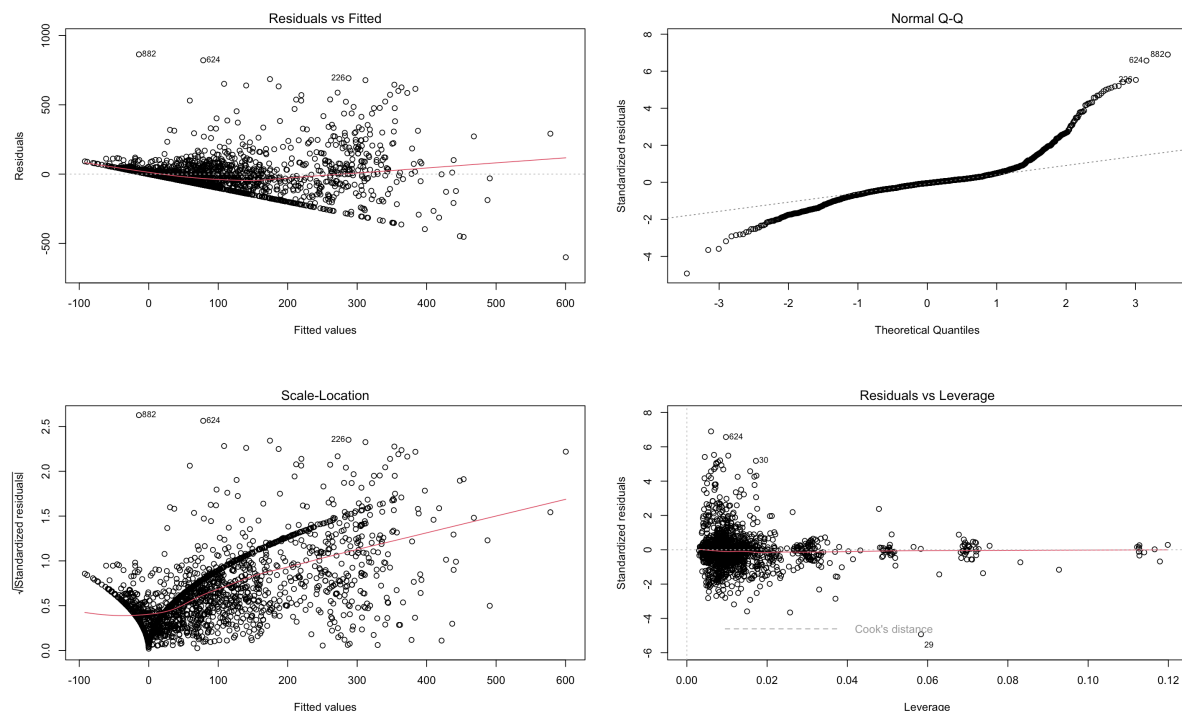 Residuals vs Fitted
Residuals
1000
500
0
-500
882
624
226
-100 0 100 200 300 400 500 600
Fitted values
Normal Q-Q
Standardized residuals
8
6
4
2
0
-2
-4
624
882
226
-3 -2 -1 0 1 2 3
Theoretical Quantiles
Scale-Location
√|Standardized residuals|
2.5
2.0
1.5
1.0
0.5
0.0
882
624
226
-100 0 100 200 300 400 500 600
Fitted values
Residuals vs Leverage
Standardized residuals
8
6
4
2
0
-2
-4
-6
624
30
Cook's distance
29
0.00 0.02 0.04 0.06 0.08 0.10 0.12
Leverage